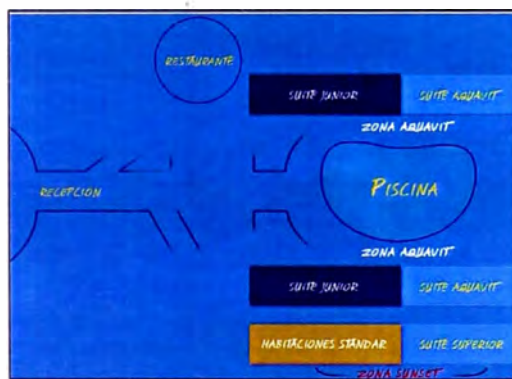 RESTAURANTE
SUITE JUNIOR
SUITE AQUAVIT
ZONA AQUAVIT
RECEPCION
PISCINA
ZONA AQUAVIT
SUITE JUNIOR
SUITE AQUAVIT
HABITACIONES STÁNDAR
SUITE SUPERIOR
ZONA SUNSET